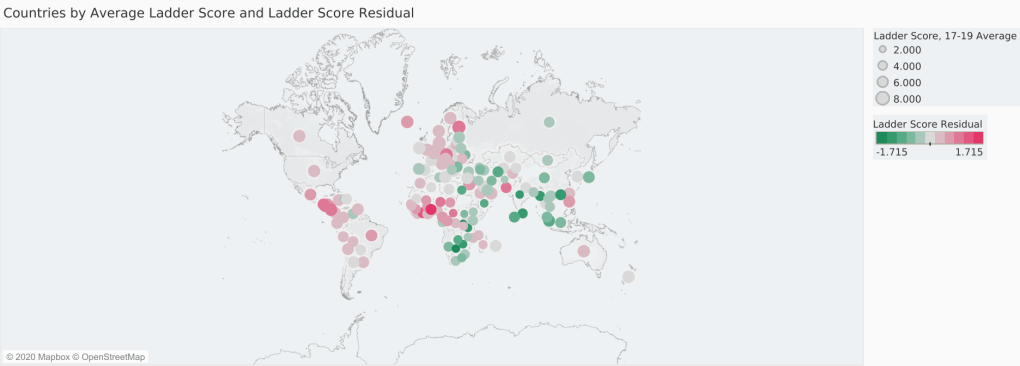 Countries by Average Ladder Score and Ladder Score Residual
Ladder Score, 17-19 Average
2.000
4.000
6.000
8.000
Ladder Score Residual
-1.715 1.715
© 2020 Mapbox © OpenStreetMap